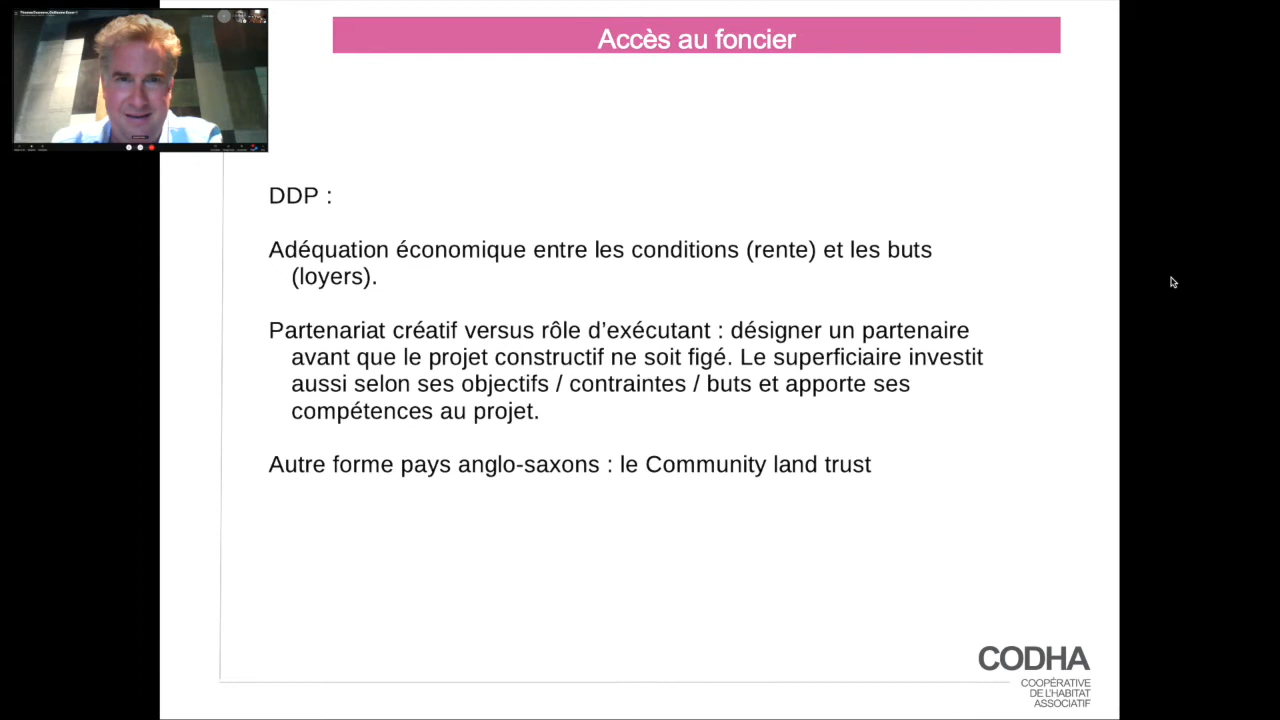 Accès au foncier
DDP :
Adéquation économique entre les conditions (rente) et les buts
(loyers).
Partenariat créatif versus rôle d’exécutant : désigner un partenaire
avant que le projet constructif ne soit figé. Le superficiaire investit
aussi selon ses objectifs / contraintes / buts et apporte ses
compétences au projet.
Autre forme pays anglo-saxons : le Community land trust
CODHA
COOPÉRATIVE
DE L'HABITAT
ASSOCIATIF